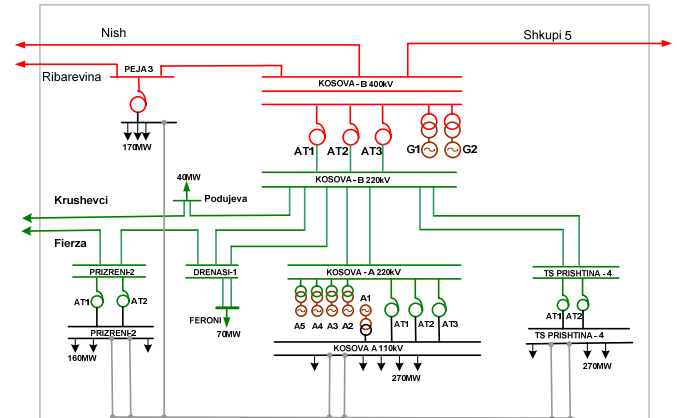 Nish
Shkupi 5
Ribarevina
PEJA 3
KOSOVA - B 400kV
170MW
AT1 AT2 AT3 G1 G2
40MW
KOSOVA - B 220kV
Podujeva
Krushevci
Fierza
PRIZRENI-2
DRENASI-1
KOSOVA - A 220kV
TS PRISHTINA - 4
AT1 AT2
A5 A4 A3 A2 A1
AT1 AT2 AT3
AT1 AT2
FERONI
70MW
PRIZRENI-2
KOSOVA A 110kV
TS PRISHTINA - 4
160MW
270MW
270MW